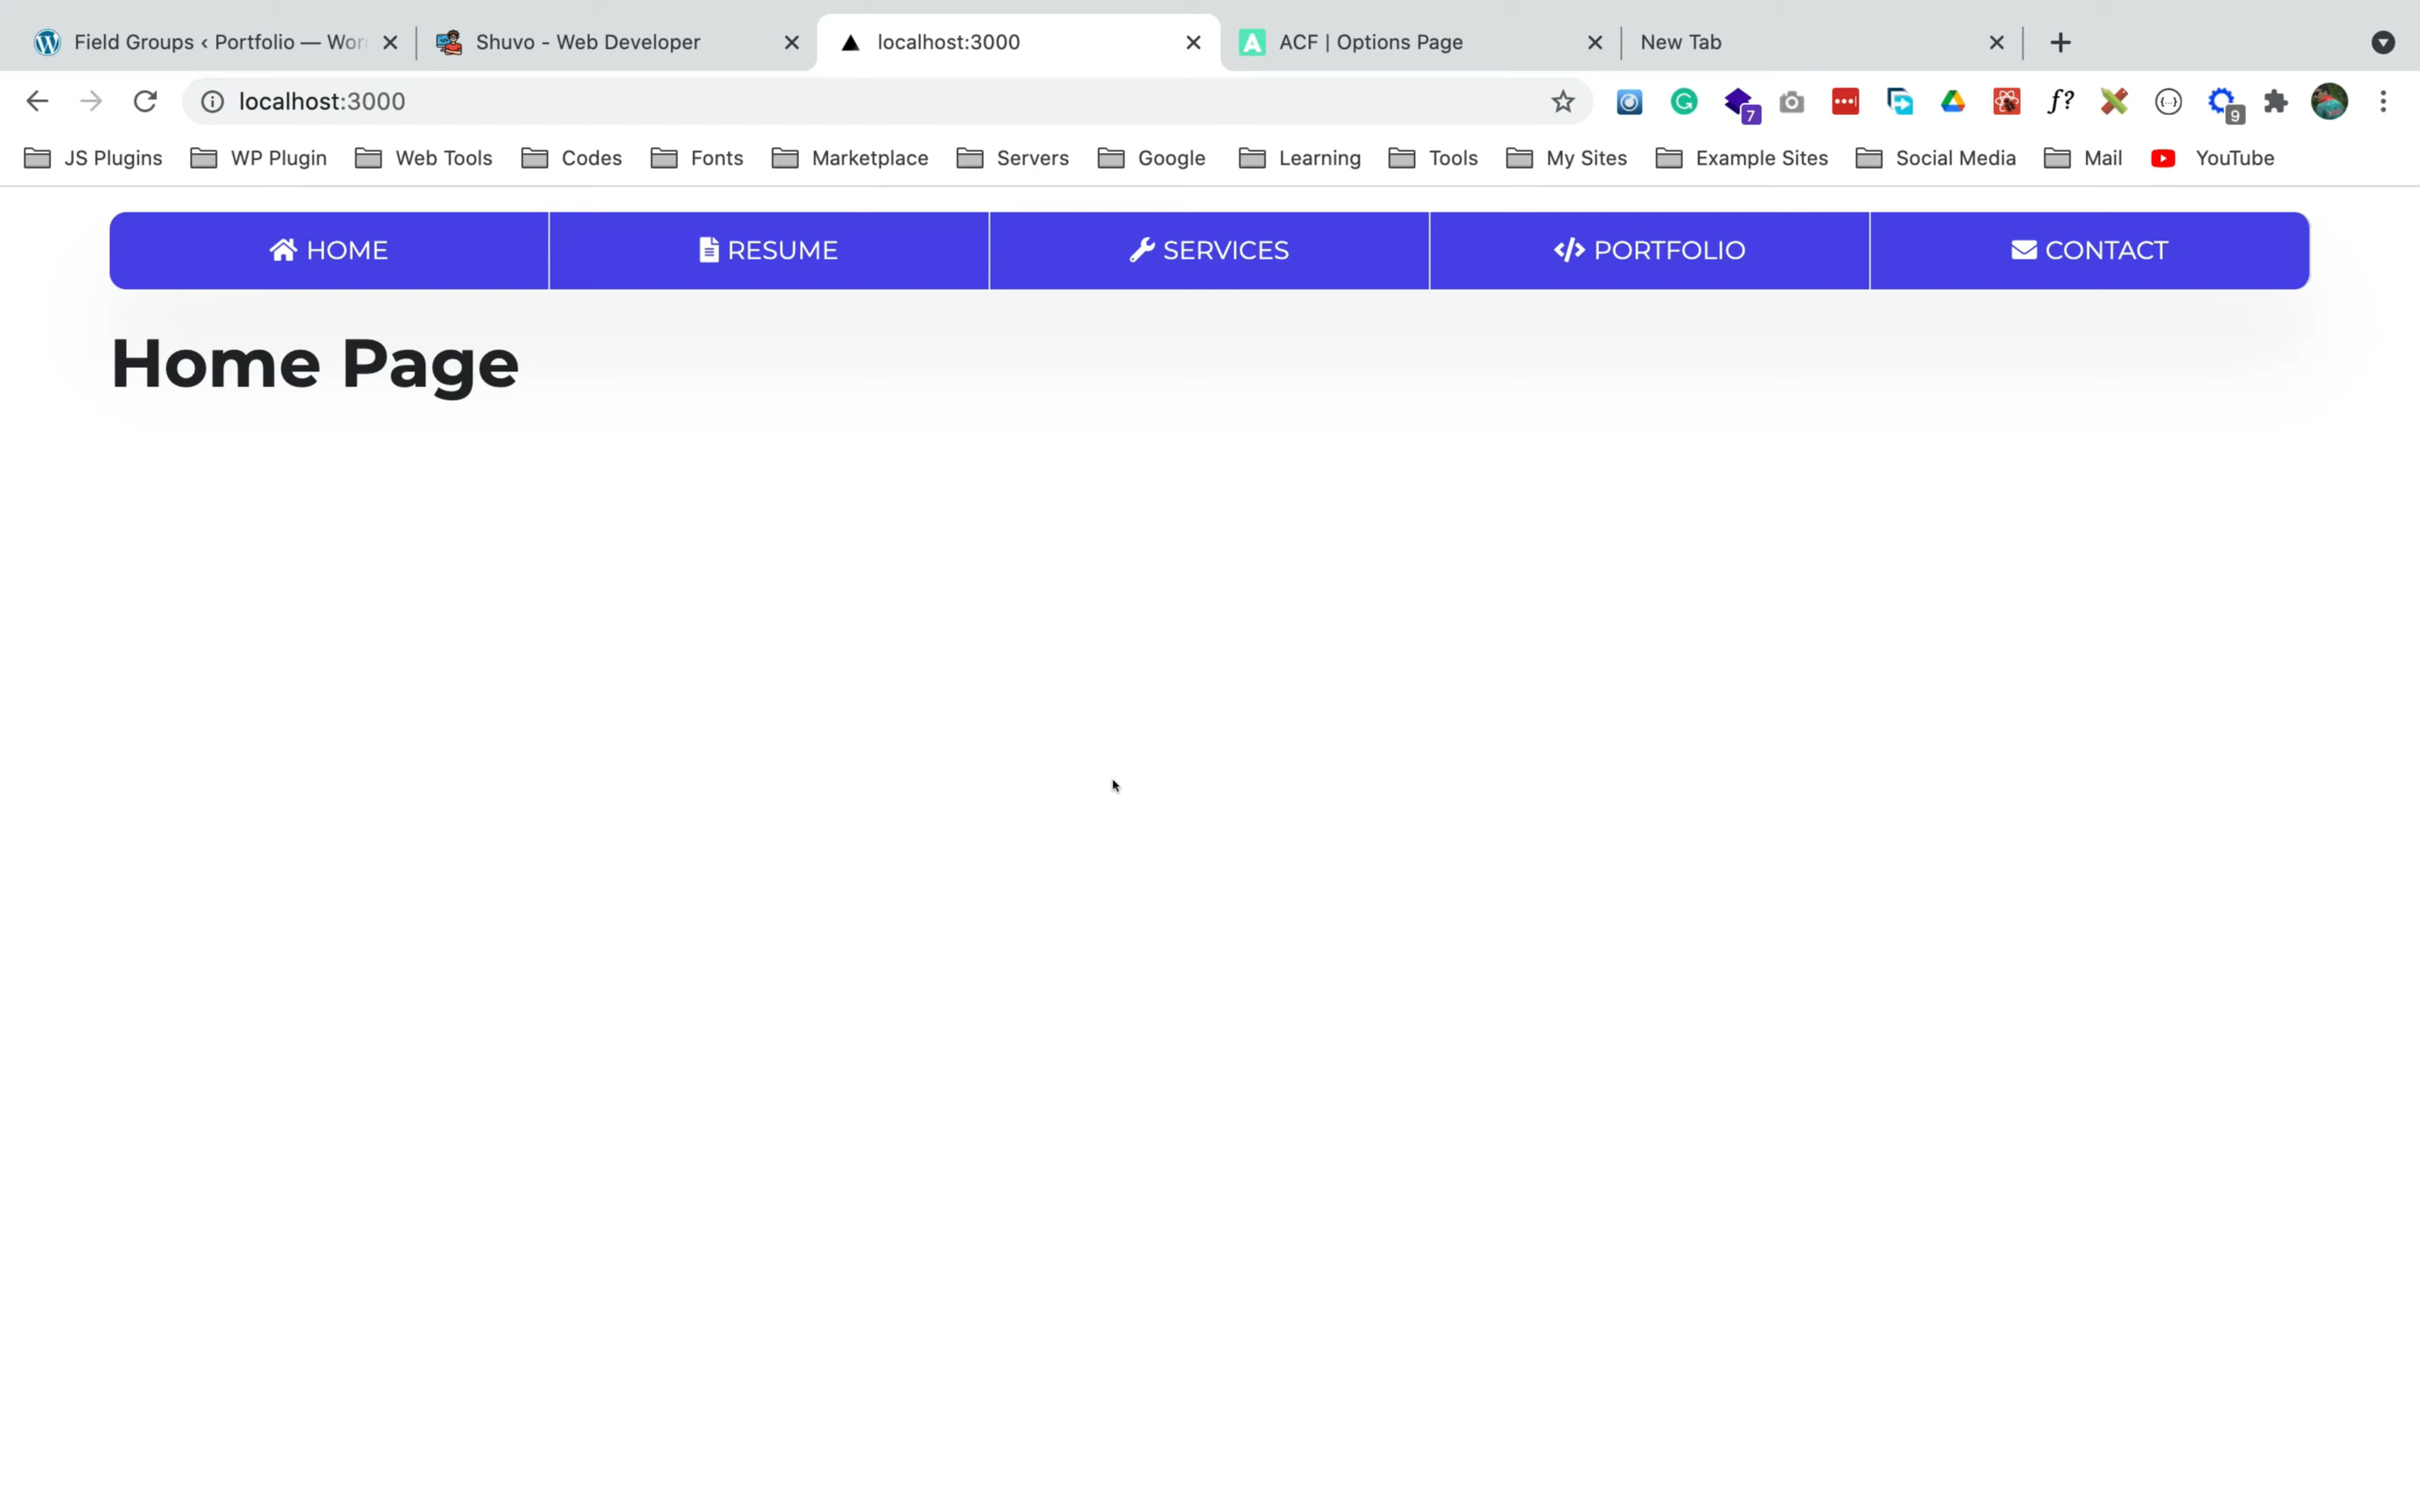 Field Groups ‹ Portfolio — Wor
Shuvo - Web Developer
localhost:3000
ACF | Options Page
New Tab
localhost:3000
7
f?
9
JS Plugins
WP Plugin
Web Tools
Codes
Fonts
Marketplace
Servers
Google
Learning
Tools
My Sites
Example Sites
Social Media
Mail
YouTube
HOME
RESUME
SERVICES
PORTFOLIO
CONTACT
Home Page